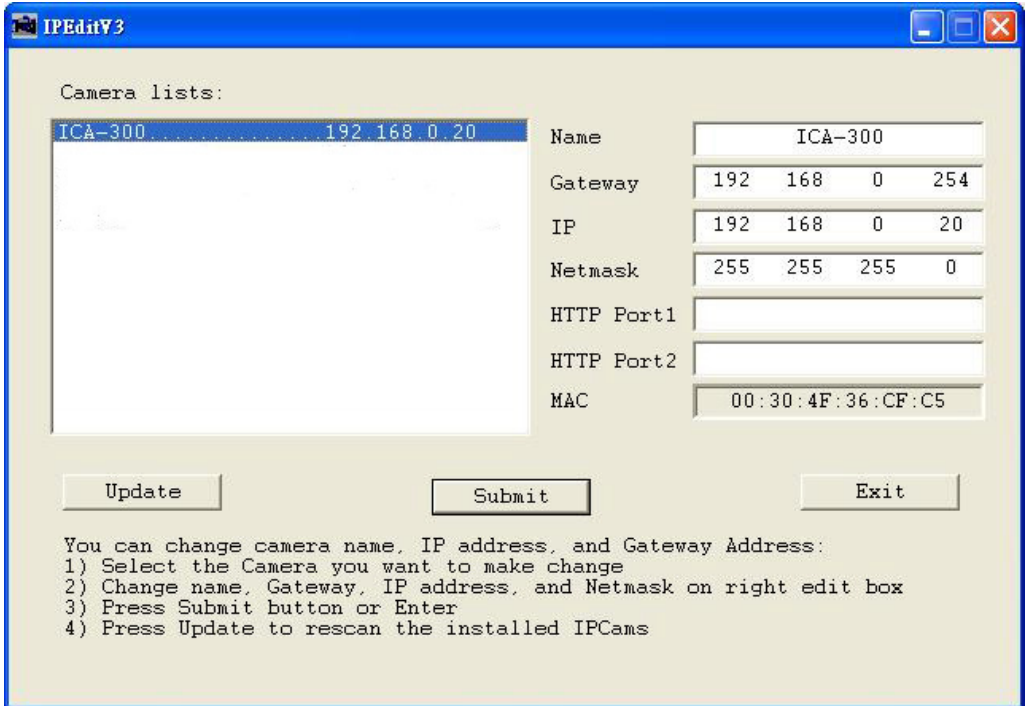 IPEditV3
Camera lists:
ICA-300..............192.168.0.20
Name ICA-300
Gateway 192 168 0 254
IP 192 168 0 20
Netmask 255 255 255 0
HTTP Port1
HTTP Port2
MAC 00:30:4F:36:CF:C5
Update Submit Exit
You can change camera name, IP address, and Gateway Address:
1) Select the Camera you want to make change
2) Change name, Gateway, IP address, and Netmask on right edit box
3) Press Submit button or Enter
4) Press Update to rescan the installed IPCams